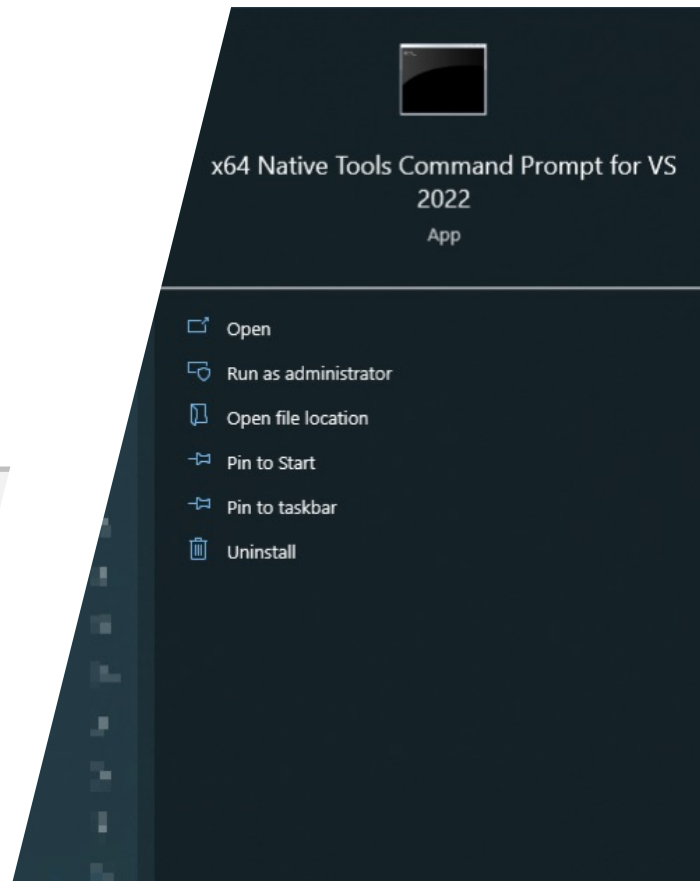 x64 Native Tools Command Prompt for VS
2022
App
Open
Run as administrator
Open file location
Pin to Start
Pin to taskbar
Uninstall